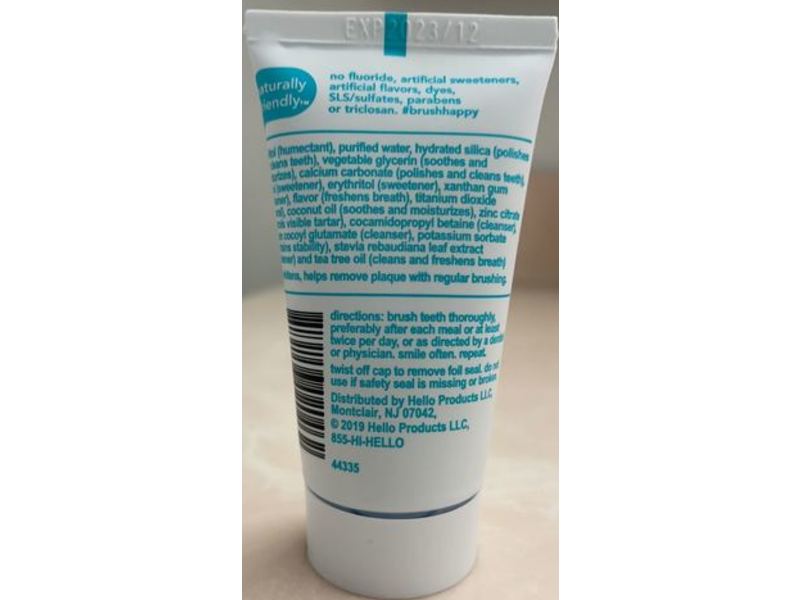 EXP 2023/12
aturally
iendly™
no fluoride, artificial sweeteners,
artificial flavors, dyes,
SLS/sulfates, parabens
or triclosan. #brushhappy
(humectant), purified water, hydrated silica (polishes
cleans teeth), vegetable glycerin (soothes and
calcium carbonate (polishes and cleans teeth),
(sweetener), erythritol (sweetener), xanthan gum
flavor (freshens breath), titanium dioxide
coconut oil (soothes and moisturizes), zinc citrate
visible tartar), cocamidopropyl betaine (cleanser),
cocoyl glutamate (cleanser), potassium sorbate
stability), stevia rebaudiana leaf extract
and tea tree oil (cleans and freshens breath)
helps remove plaque with regular brushing.
directions: brush teeth thoroughly,
preferably after each meal or at least
twice per day, or as directed by a
or physician. smile often. repeat.
twist off cap to remove foil seal. do not
use if safety seal is missing or broken
Distributed by Hello Products LLC,
Montclair, NJ 07042,
© 2019 Hello Products LLC,
855-HI-HELLO
44335